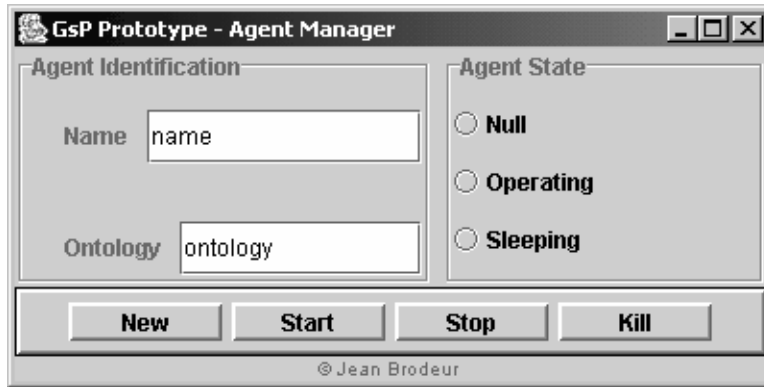 GsP Prototype - Agent Manager
Agent Identification
Name name
Ontology ontology
Agent State
Null
Operating
Sleeping
New Start Stop Kill
© Jean Brodeur